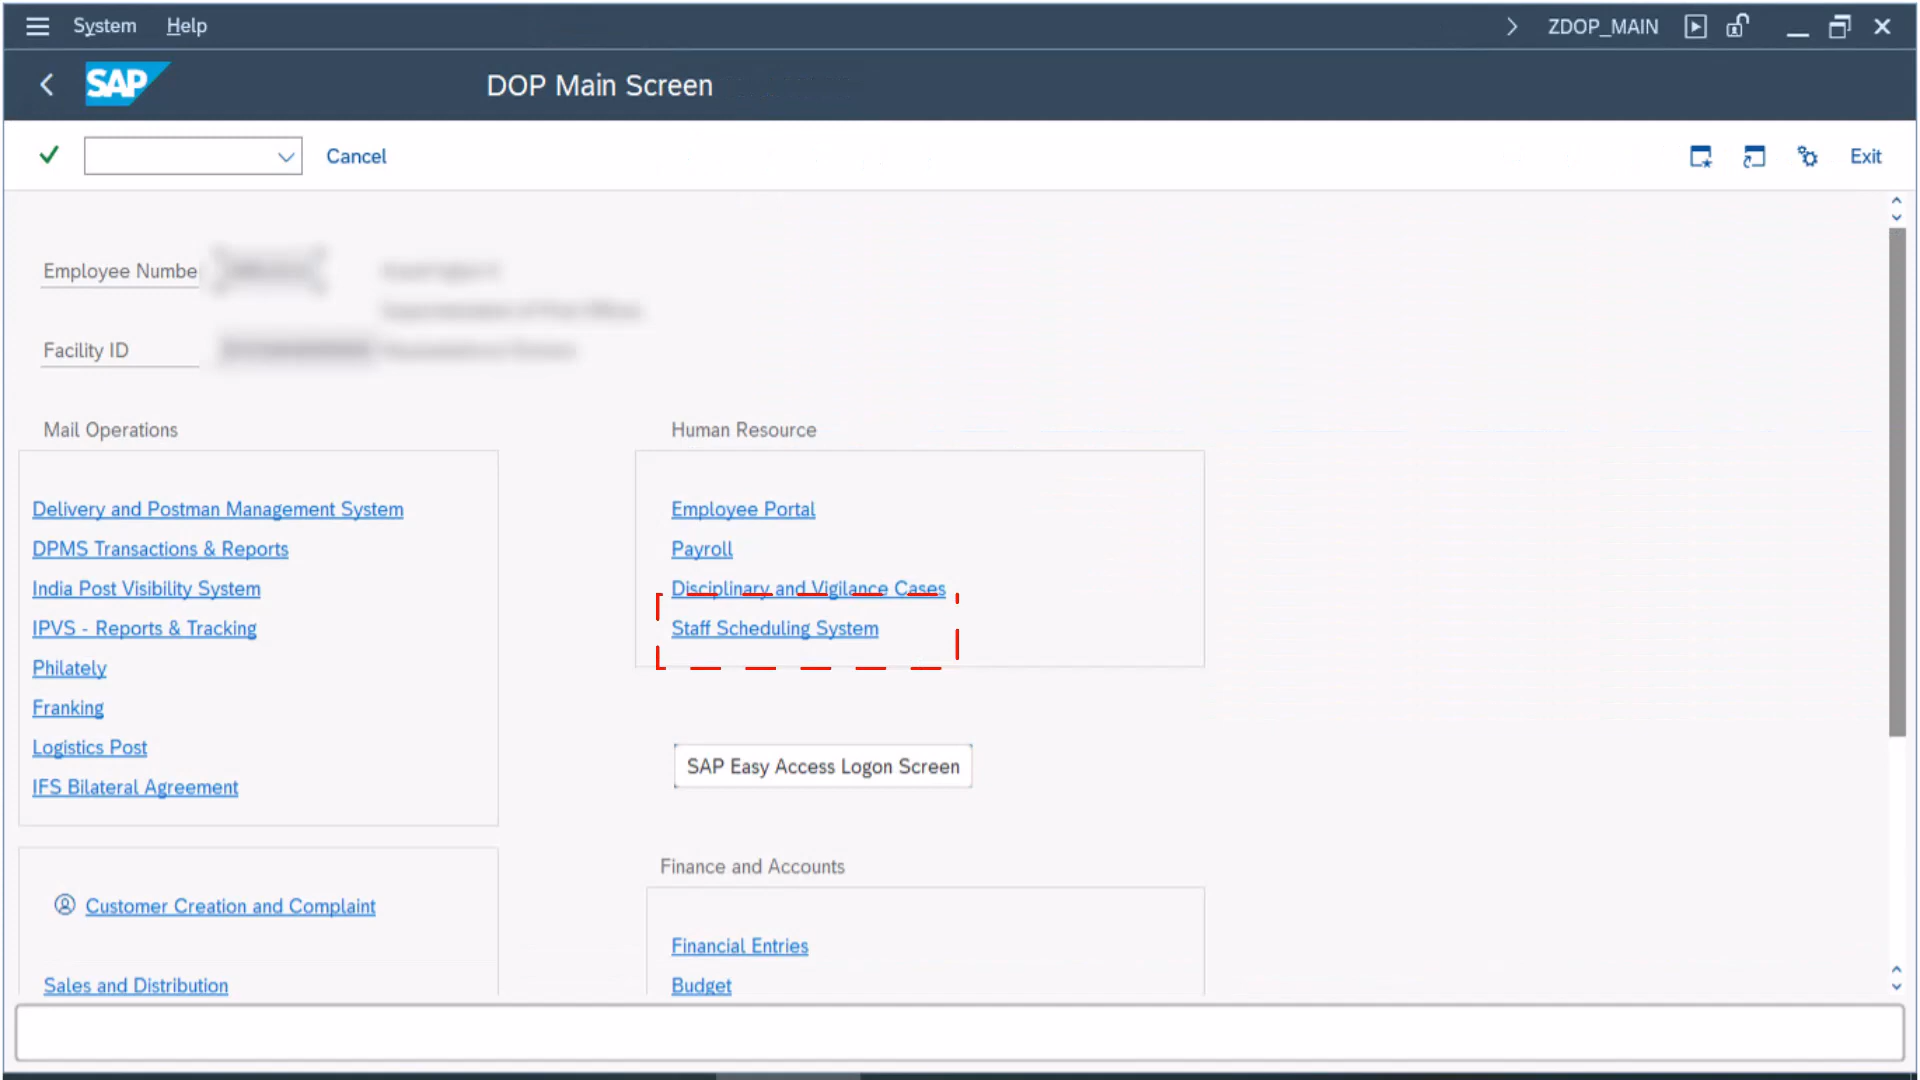 System Help ZDOP_MAIN
SAP DOP Main Screen
Cancel Exit
Employee Numbe
Facility ID
Mail Operations
Delivery and Postman Management System
DPMS Transactions & Reports
India Post Visibility System
IPVS - Reports & Tracking
Philately
Franking
Logistics Post
IFS Bilateral Agreement
Customer Creation and Complaint
Sales and Distribution
Human Resource
Employee Portal
Payroll
Disciplinary and Vigilance Cases
Staff Scheduling System
SAP Easy Access Logon Screen
Finance and Accounts
Financial Entries
Budget